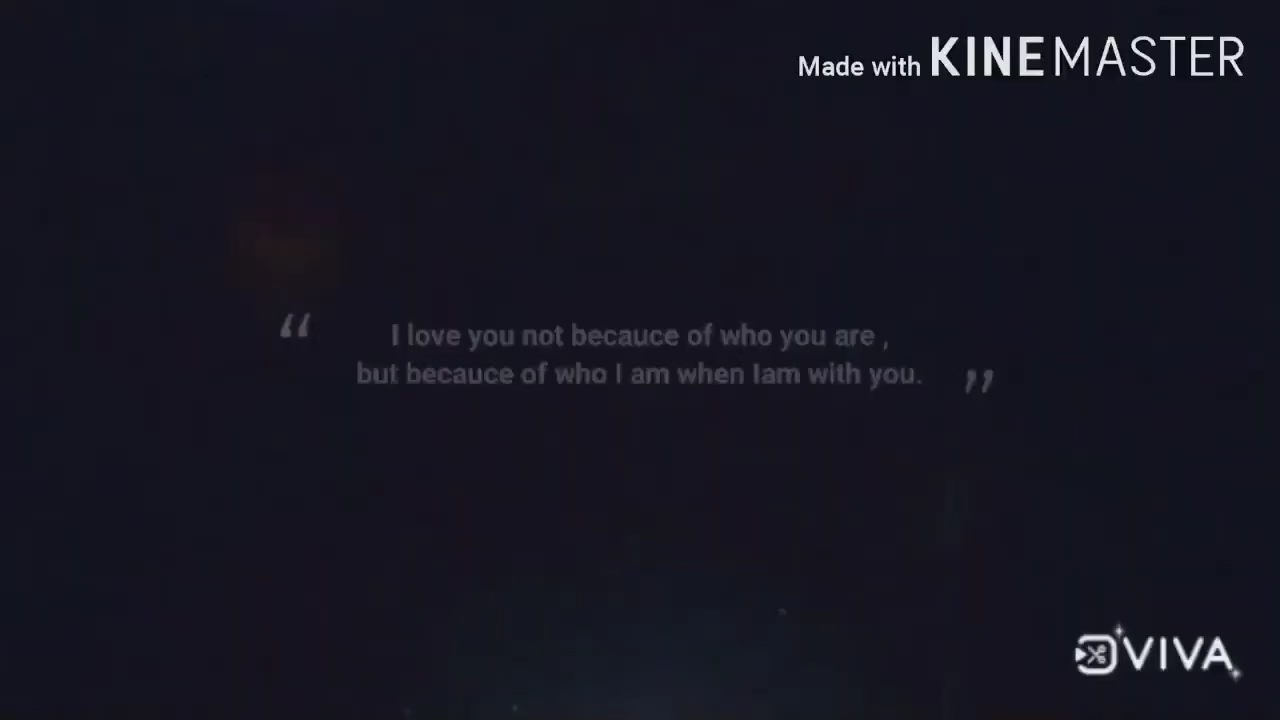 Made with KINEMASTER
“ I love you not becauce of who you are ,
but becauce of who I am when Iam with you. ”
VIVA